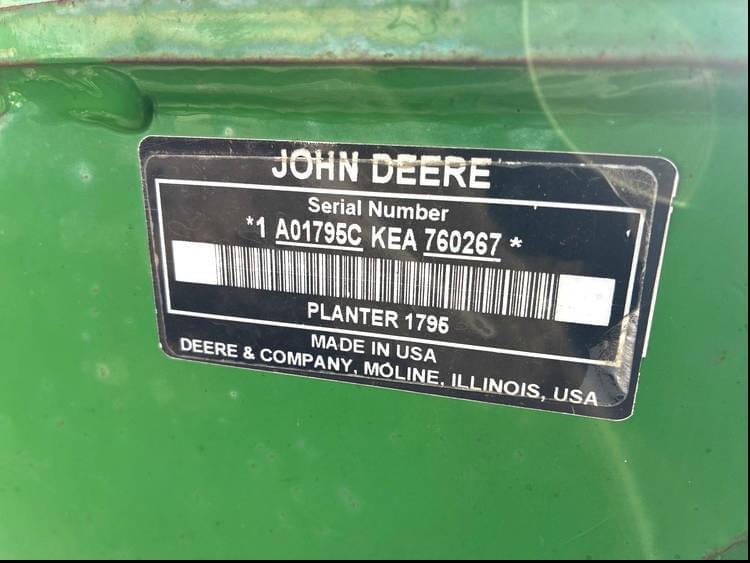 JOHN DEERE
Serial Number
*1 A01795C KEA 760267 *
PLANTER 1795
MADE IN USA
DEERE & COMPANY, MOLINE, ILLINOIS, USA